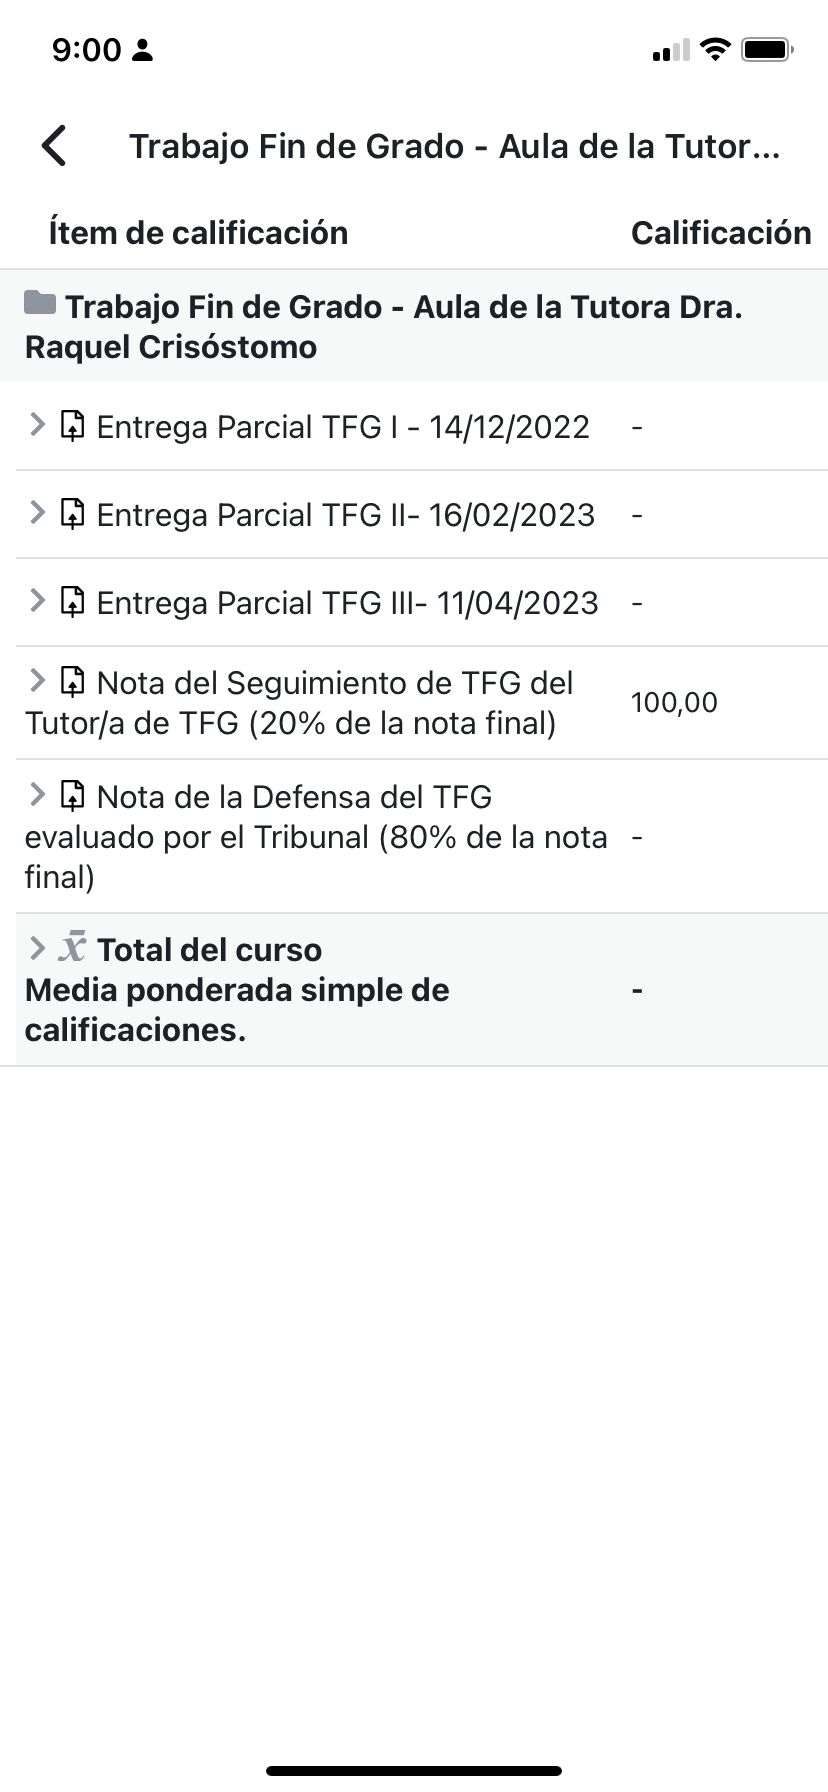 9:00
Trabajo Fin de Grado - Aula de la Tutor...
Ítem de calificación Calificación
Trabajo Fin de Grado - Aula de la Tutora Dra.
Raquel Crisóstomo
Entrega Parcial TFG I - 14/12/2022 -
Entrega Parcial TFG II- 16/02/2023 -
Entrega Parcial TFG III- 11/04/2023 -
Nota del Seguimiento de TFG del
Tutor/a de TFG (20% de la nota final) 100,00
Nota de la Defensa del TFG
evaluado por el Tribunal (80% de la nota -
final)
x̄ Total del curso
Media ponderada simple de -
calificaciones.